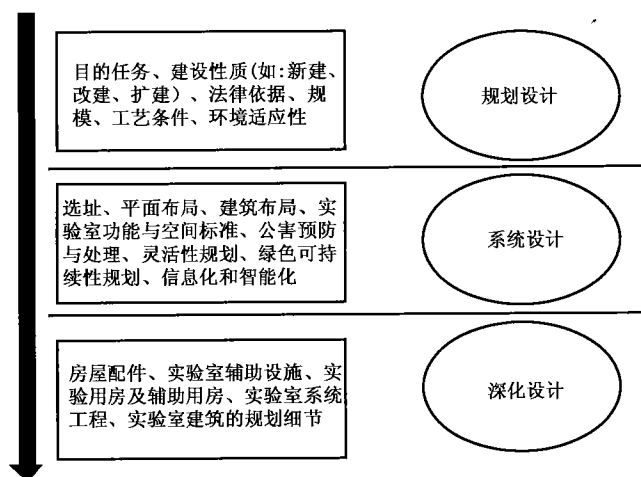 目的任务、建设性质(如:新建、
改建、扩建）、法律依据、规
模、工艺条件、环境适应性
规划设计
选址、平面布局、建筑布局、实
验室功能与空间标准、公害预防
与处理、灵活性规划、绿色可持
续性规划、信息化和智能化
系统设计
房屋配件、实验室辅助设施、实
验用房及辅助用房、实验室系统
工程、实验室建筑的规划细节
深化设计